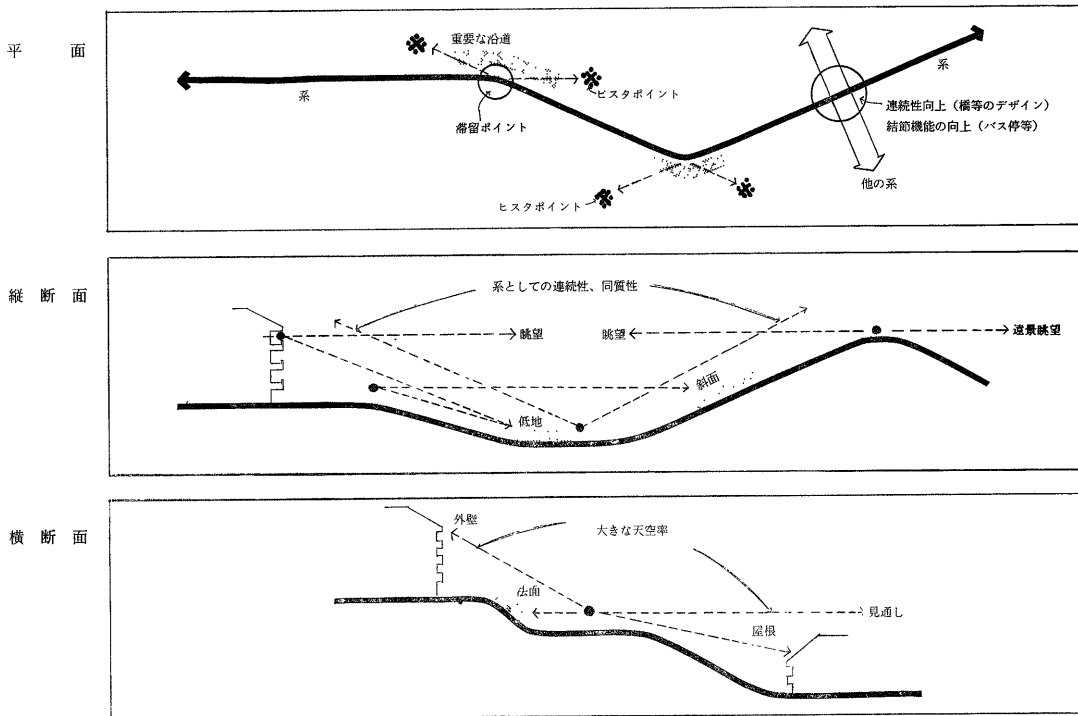 平面
重要な沿道
系
ビスタポイント
滞留ポイント
系
連続性向上（橋等のデザイン）
結節機能の向上（バス停等）
他の系
ビスタポイント
縦断面
系としての連続性、同質性
眺望
眺望
遠景眺望
斜面
低地
横断面
外壁
大きな天空率
法面
見通し
屋根